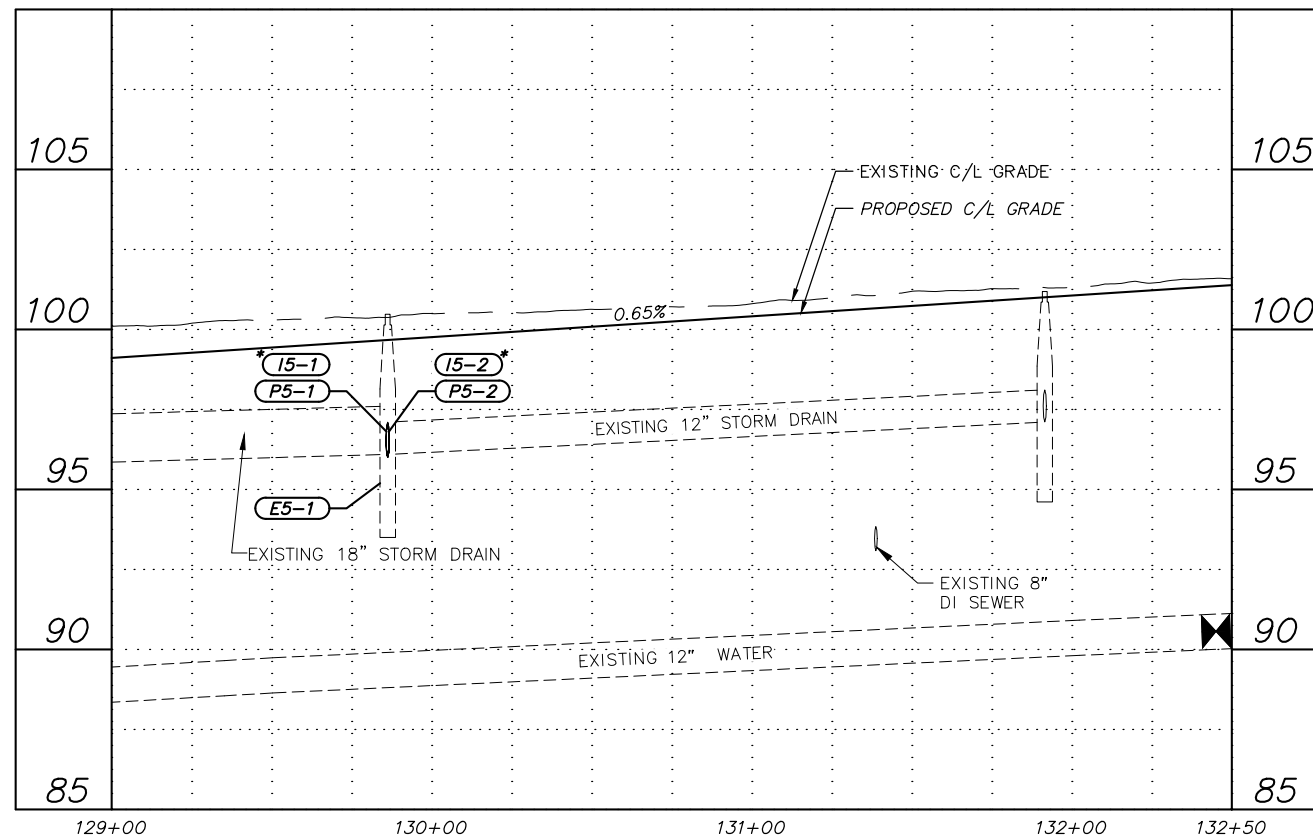 105
105
EXISTING C/L GRADE
PROPOSED C/L GRADE
100
0.65%
100
* I5-1
I5-2 *
P5-1
P5-2
EXISTING 12" STORM DRAIN
95
95
E5-1
EXISTING 18" STORM DRAIN
EXISTING 8"
DI SEWER
90
90
EXISTING 12" WATER
85
85
129+00
130+00
131+00
132+00
132+50